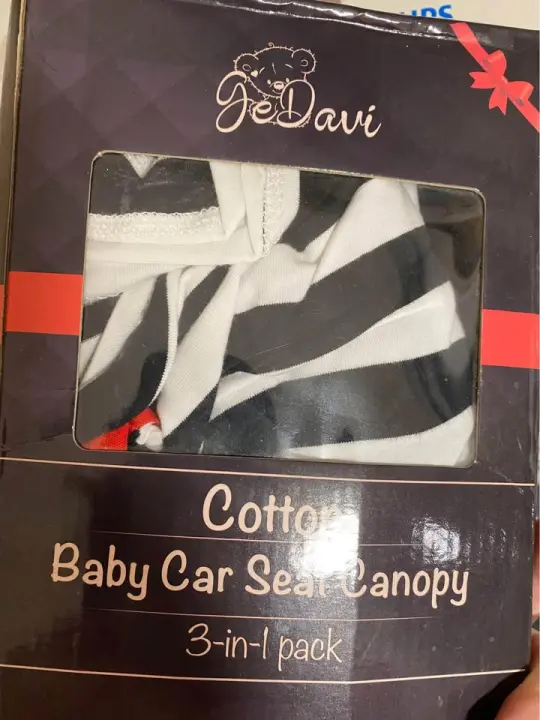 JeDavi
Cotton
Baby Car Seat Canopy
3-in-1 pack